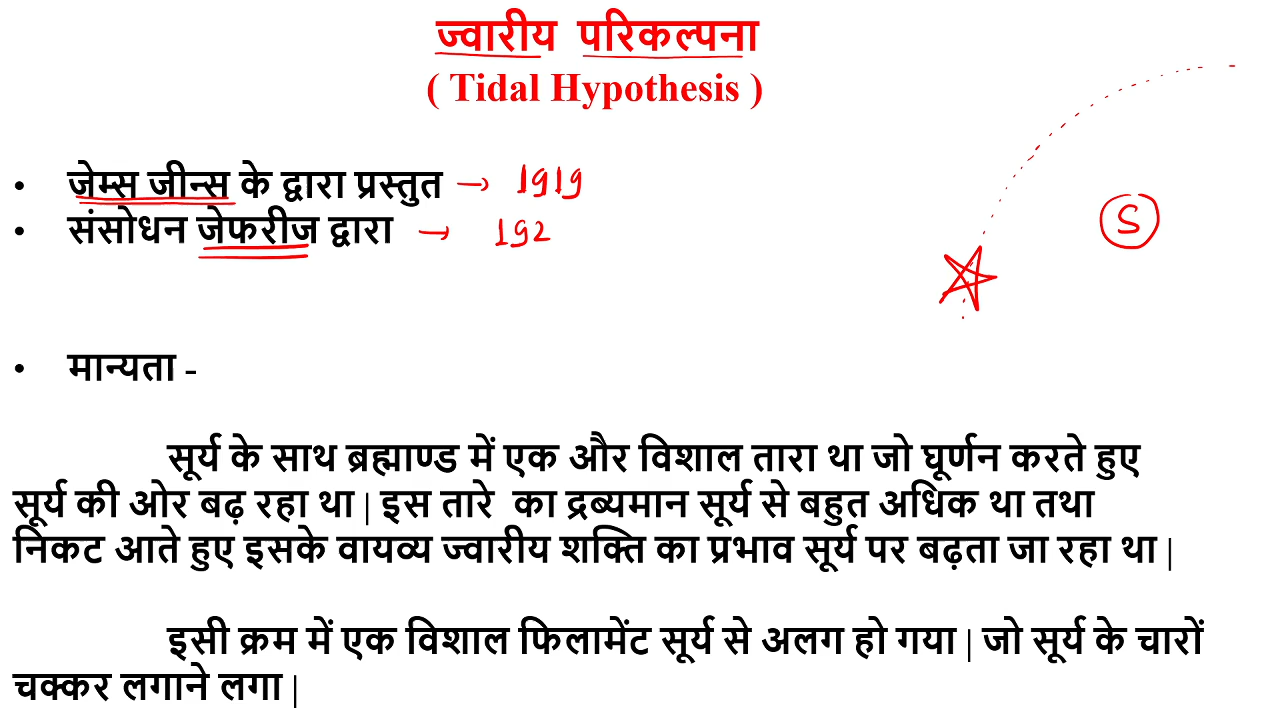 ज्वारीय परिकल्पना
( Tidal Hypothesis )
• जेम्स जीन्स के द्वारा प्रस्तुत → 1919
• संसोधन जेफरीज द्वारा → 192
S
• मान्यता -
सूर्य के साथ ब्रह्माण्ड में एक और विशाल तारा था जो घूर्णन करते हुए
सूर्य की ओर बढ़ रहा था | इस तारे का द्रब्यमान सूर्य से बहुत अधिक था तथा
निकट आते हुए इसके वायव्य ज्वारीय शक्ति का प्रभाव सूर्य पर बढ़ता जा रहा था |
इसी क्रम में एक विशाल फिलामेंट सूर्य से अलग हो गया | जो सूर्य के चारों
चक्कर लगाने लगा |